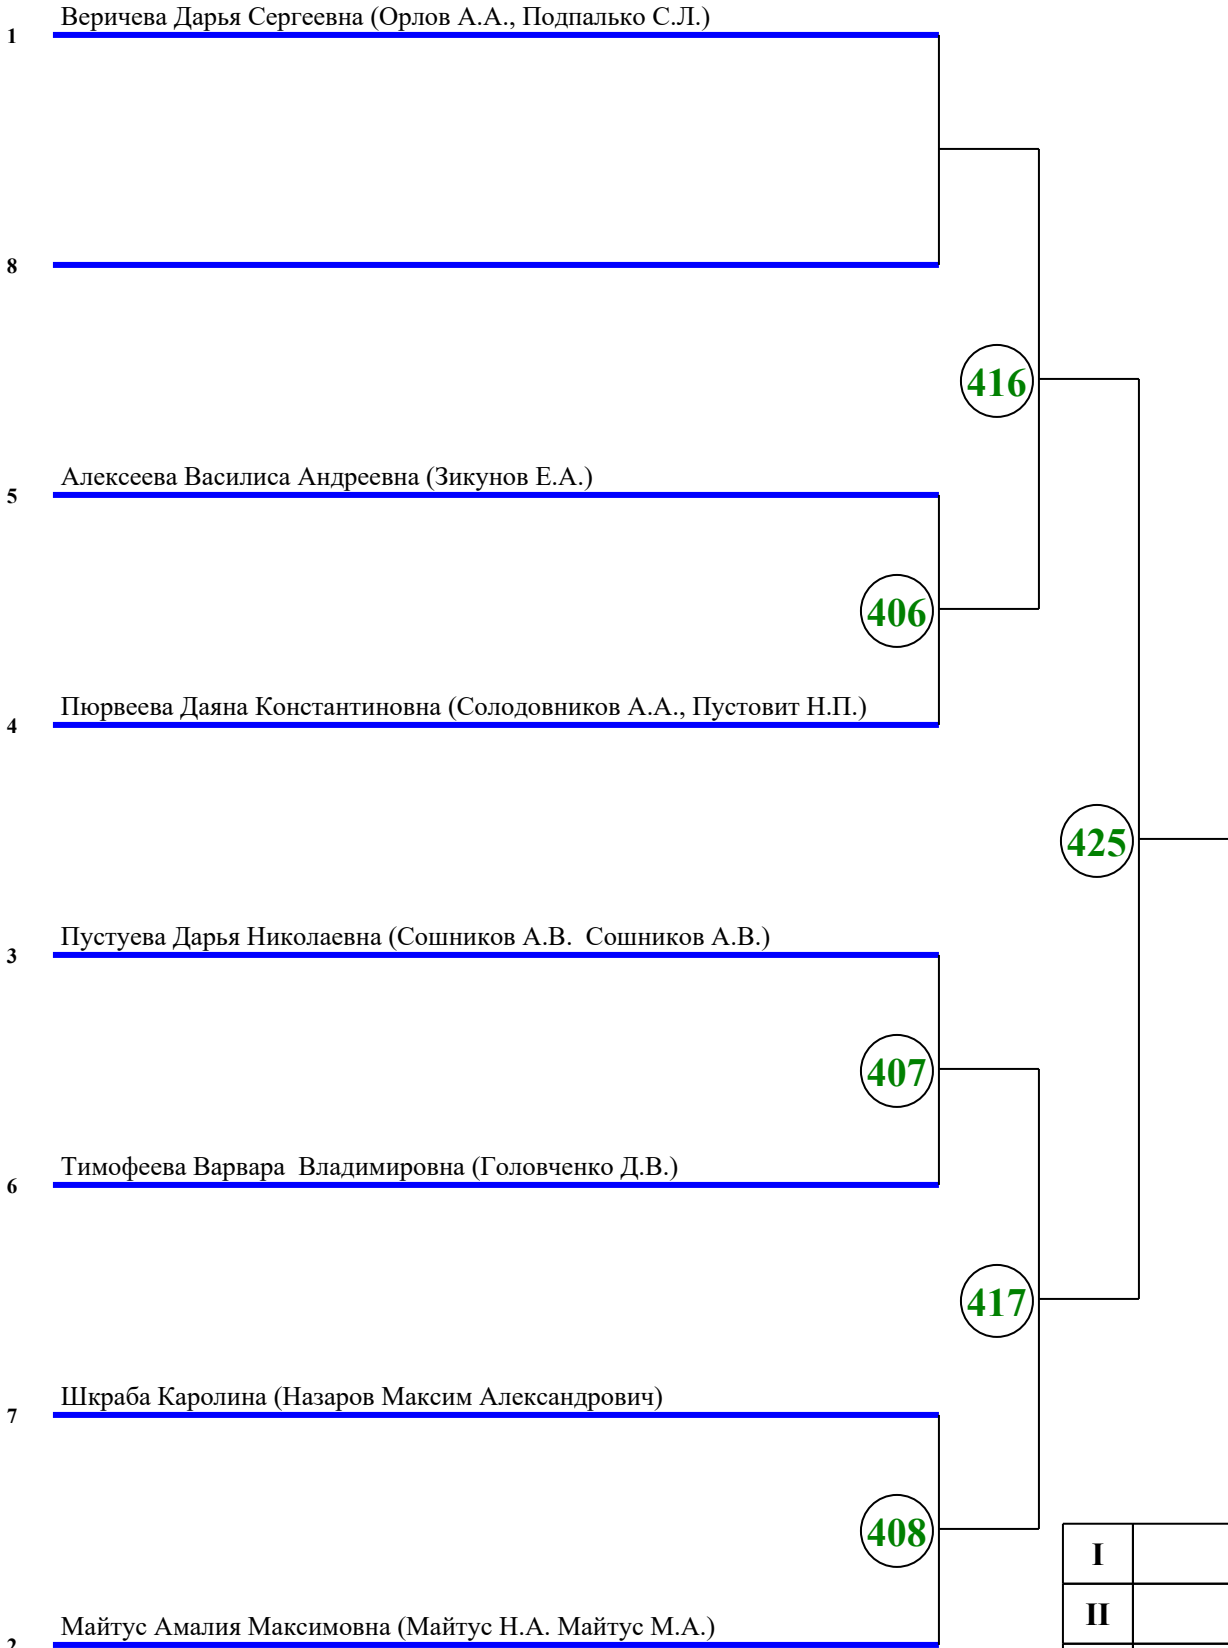 Веричева Дарья Сергеевна (Орлов А.А., Подпалько С.Л.)
1
8
416
Алексеева Василиса Андреевна (Зикунов Е.А.)
5
406
Пюрвеева Даяна Константиновна (Солодовников А.А., Пустовит Н.П.)
4
425
Пустуева Дарья Николаевна (Сошников А.В.  Сошников А.В.)
3
407
Тимофеева Варвара  Владимировна (Головченко Д.В.)
6
417
Шкраба Каролина (Назаров Максим Александрович)
7
408
I
II
Майтус Амалия Максимовна (Майтус Н.А. Майтус М.А.)
2